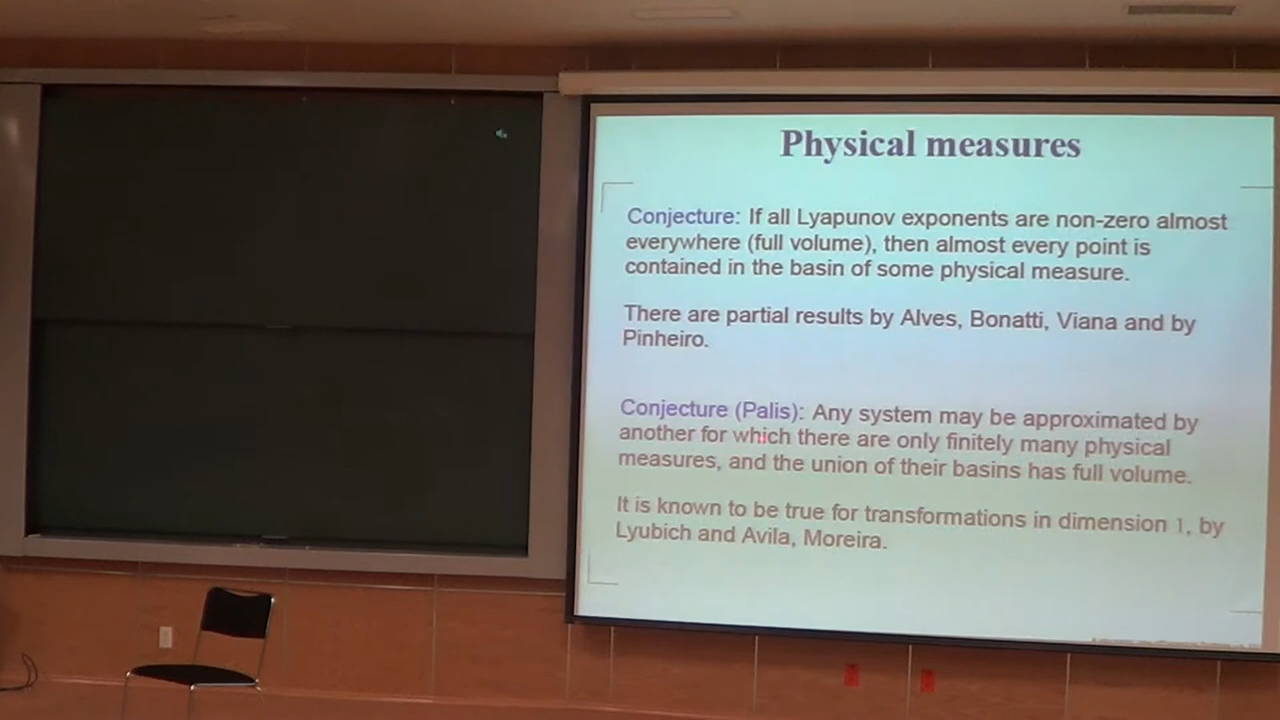 Physical measures
Conjecture: If all Lyapunov exponents are non-zero almost
everywhere (full volume), then almost every point is
contained in the basin of some physical measure.
There are partial results by Alves, Bonatti, Viana and by
Pinheiro.
Conjecture (Palis): Any system may be approximated by
another for which there are only finitely many physical
measures, and the union of their basins has full volume.
It is known to be true for transformations in dimension 1, by
Lyubich and Avila, Moreira.